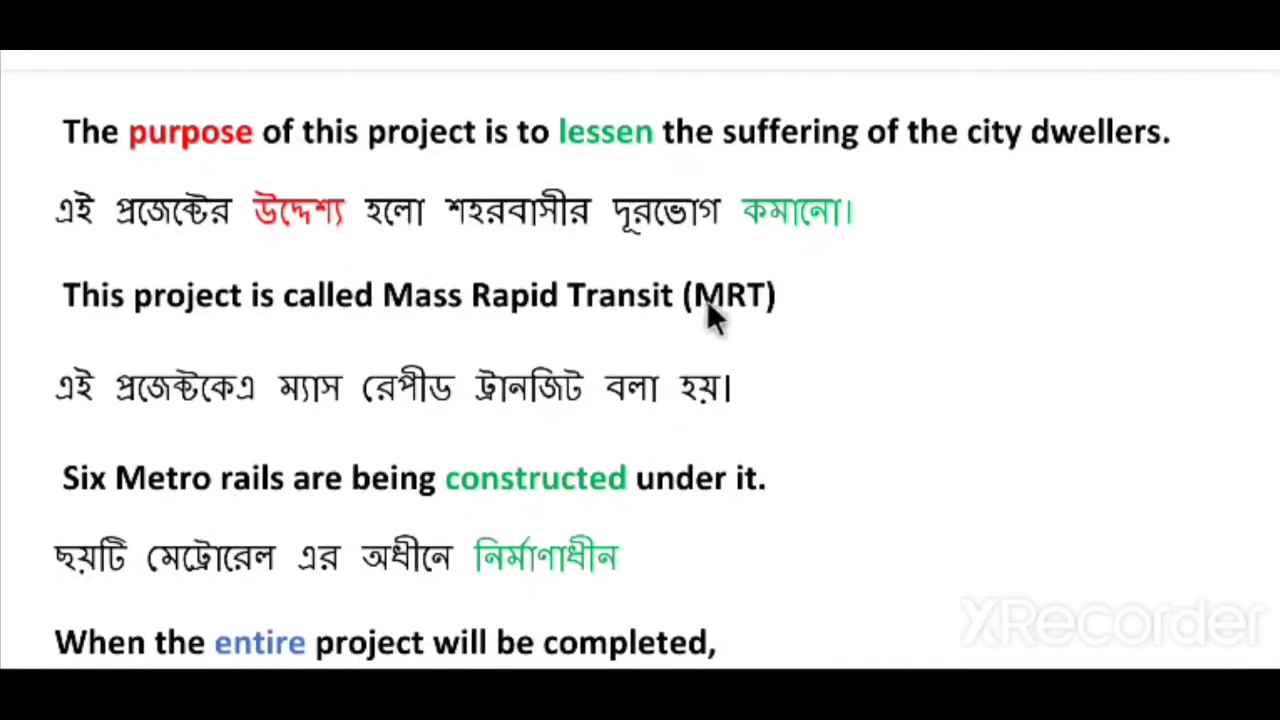 The purpose of this project is to lessen the suffering of the city dwellers.
এই প্রজেক্টের উদ্দেশ্য হলো শহরবাসীর দূরভোগ কমানো।
This project is called Mass Rapid Transit (MRT)
এই প্রজেক্টকেএ ম্যাস রেপীড ট্রানজিট বলা হয়।
Six Metro rails are being constructed under it.
ছয়টি মেট্রোরেল এর অধীনে নির্মাণাধীন
XRecorder
When the entire project will be completed,